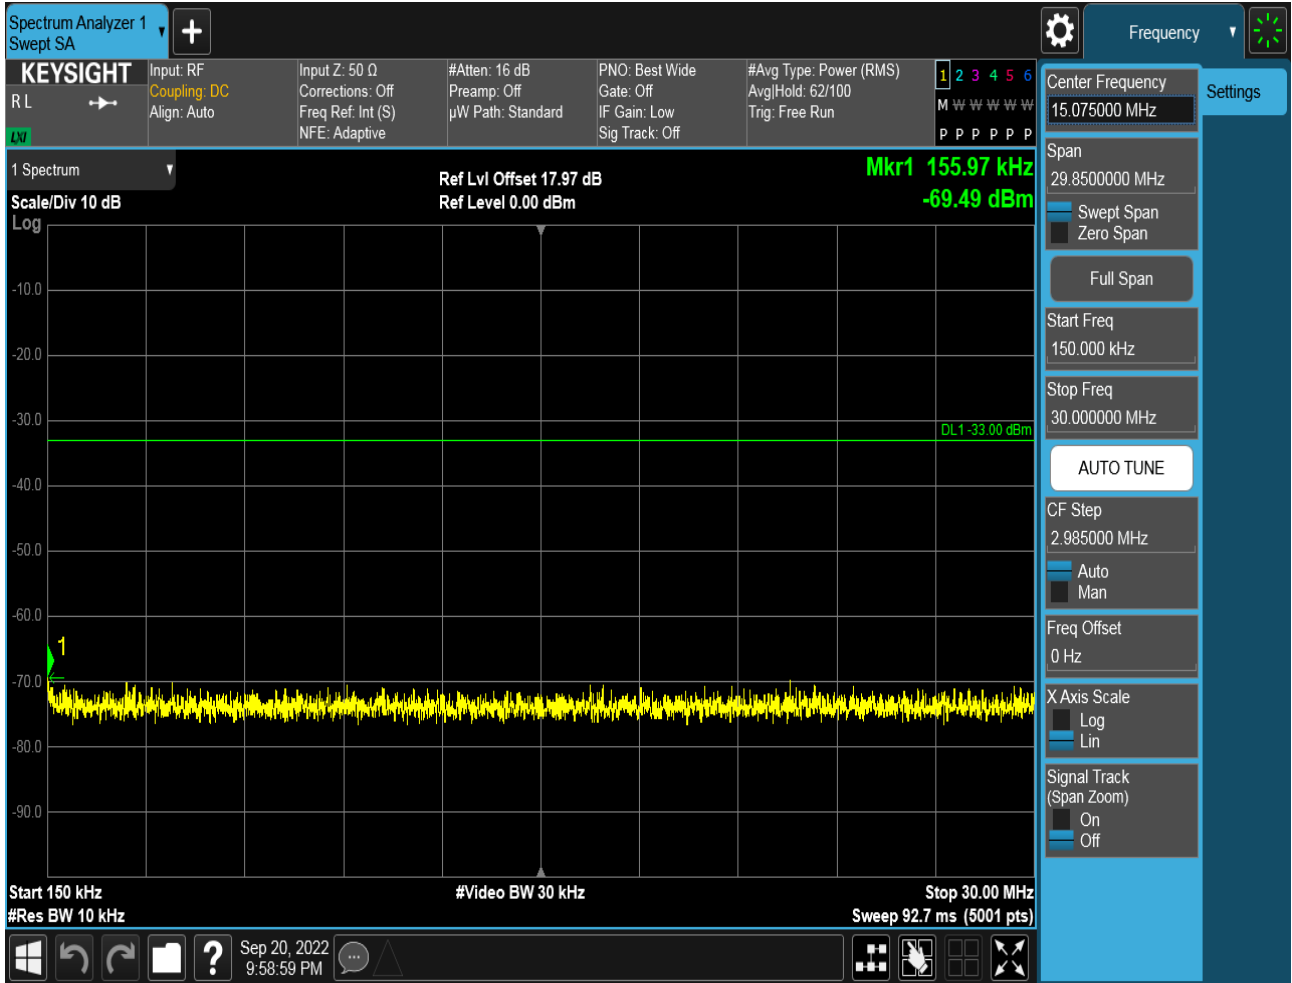 Spectrum Analyzer 1
Swept SA
Frequency
KEYSIGHT
R L
LXI
Input: RF
Coupling: DC
Align: Auto
Input Z: 50 Ω
Corrections: Off
Freq Ref: Int (S)
NFE: Adaptive
#Atten: 16 dB
Preamp: Off
µW Path: Standard
PNO: Best Wide
Gate: Off
IF Gain: Low
Sig Track: Off
#Avg Type: Power (RMS)
Avg|Hold: 62/100
Trig: Free Run
1 2 3 4 5 6
M W W W W W
P P P P P P
1 Spectrum
Scale/Div 10 dB
Log
Ref Lvl Offset 17.97 dB
Ref Level 0.00 dBm
Mkr1 155.97 kHz
-69.49 dBm
-10.0
-20.0
-30.0
DL1 -33.00 dBm
-40.0
-50.0
-60.0
1
-70.0
-80.0
-90.0
Start 150 kHz
#Video BW 30 kHz
Stop 30.00 MHz
#Res BW 10 kHz
Sweep 92.7 ms (5001 pts)
?
Sep 20, 2022
9:58:59 PM
Center Frequency
15.075000 MHz
Settings
Span
29.8500000 MHz
Swept Span
Zero Span
Full Span
Start Freq
150.000 kHz
Stop Freq
30.000000 MHz
AUTO TUNE
CF Step
2.985000 MHz
Auto
Man
Freq Offset
0 Hz
X Axis Scale
Log
Lin
Signal Track
(Span Zoom)
On
Off